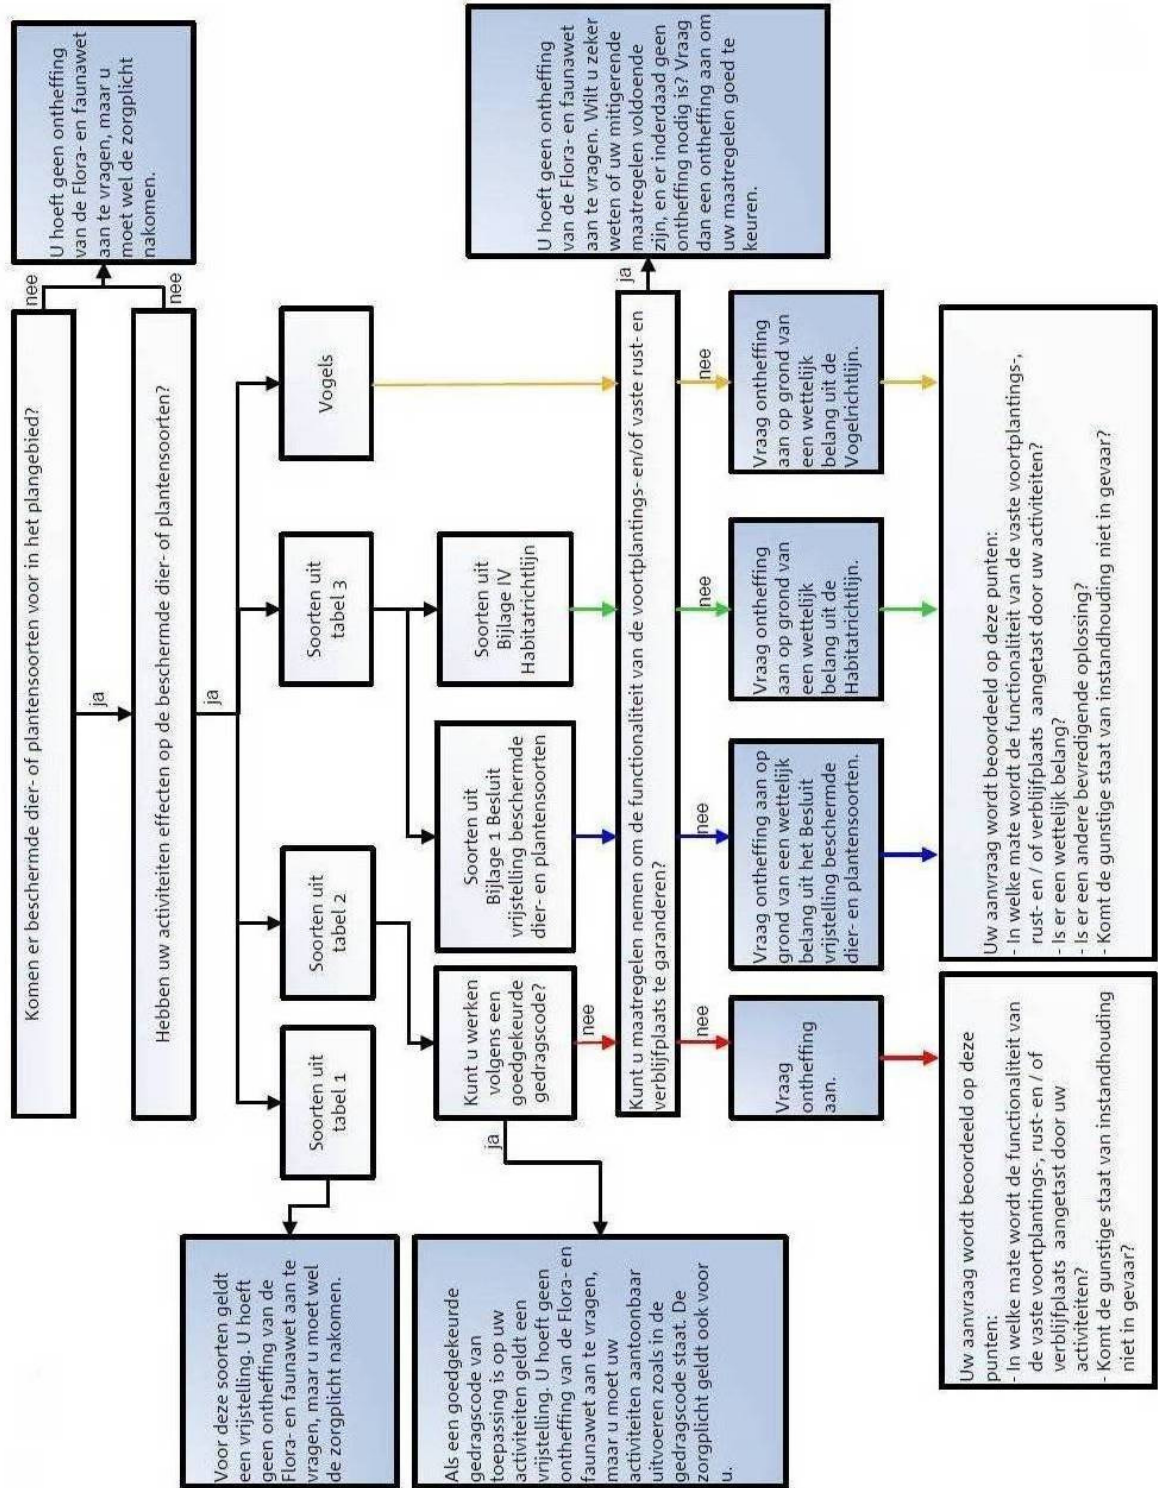 Komen er beschermde dier- of plantensoorten voor in het plangebied?
nee
U hoeft geen ontheffing
van de Flora- en faunawet
aan te vragen, maar u
moet wel de zorgplicht
nakomen.
ja
Hebben uw activiteiten effecten op de beschermde dier- of plantensoorten?
nee
ja
Soorten uit
tabel 1
Soorten uit
tabel 2
Soorten uit
tabel 3
Vogels
Voor deze soorten geldt
een vrijstelling. U hoeft
geen ontheffing van de
Flora- en faunawet aan te
vragen, maar u moet wel
de zorgplicht nakomen.
Kunt u werken
volgens een
goedgekeurde
gedragscode?
Soorten uit
Bijlage 1 Besluit
vrijstelling beschermde
dier- en plantensoorten
Soorten uit
Bijlage IV
Habitatrichtlijn
ja
nee
Als een goedgekeurde
gedragscode van
toepassing is op uw
activiteiten geldt een
vrijstelling. U hoeft geen
ontheffing van de Flora- en
faunawet aan te vragen,
maar u moet uw
activiteiten aantoonbaar
uitvoeren zoals in de
gedragscode staat. De
zorgplicht geldt ook voor
u.
Kunt u maatregelen nemen om de functionaliteit van de voortplantings- en/of vaste rust- en
verblijfplaats te garanderen?
ja
U hoeft geen ontheffing
van de Flora- en faunawet
aan te vragen. Wilt u zeker
weten of uw mitigerende
maatregelen voldoende
zijn, en er inderdaad geen
ontheffing nodig is? Vraag
dan een ontheffing aan om
uw maatregelen goed te
keuren.
nee
nee
nee
nee
Vraag
ontheffing
aan.
Vraag ontheffing aan op
grond van een wettelijk
belang uit het Besluit
vrijstelling beschermde
dier- en plantensoorten.
Vraag ontheffing
aan op grond van
een wettelijk
belang uit de
Habitatrichtlijn.
Vraag ontheffing
aan op grond van
een wettelijk
belang uit de
Vogelrichtlijn.
Uw aanvraag wordt beoordeeld op deze
punten:
- In welke mate wordt de functionaliteit van
de vaste voortplantings-, rust- en / of
verblijfplaats aangetast door uw
activiteiten?
- Komt de gunstige staat van instandhouding
niet in gevaar?
Uw aanvraag wordt beoordeeld op deze punten:
- In welke mate wordt de functionaliteit van de vaste voortplantings-,
rust- en / of verblijfplaats aangetast door uw activiteiten?
- Is er een wettelijk belang?
- Is er een andere bevredigende oplossing?
- Komt de gunstige staat van instandhouding niet in gevaar?